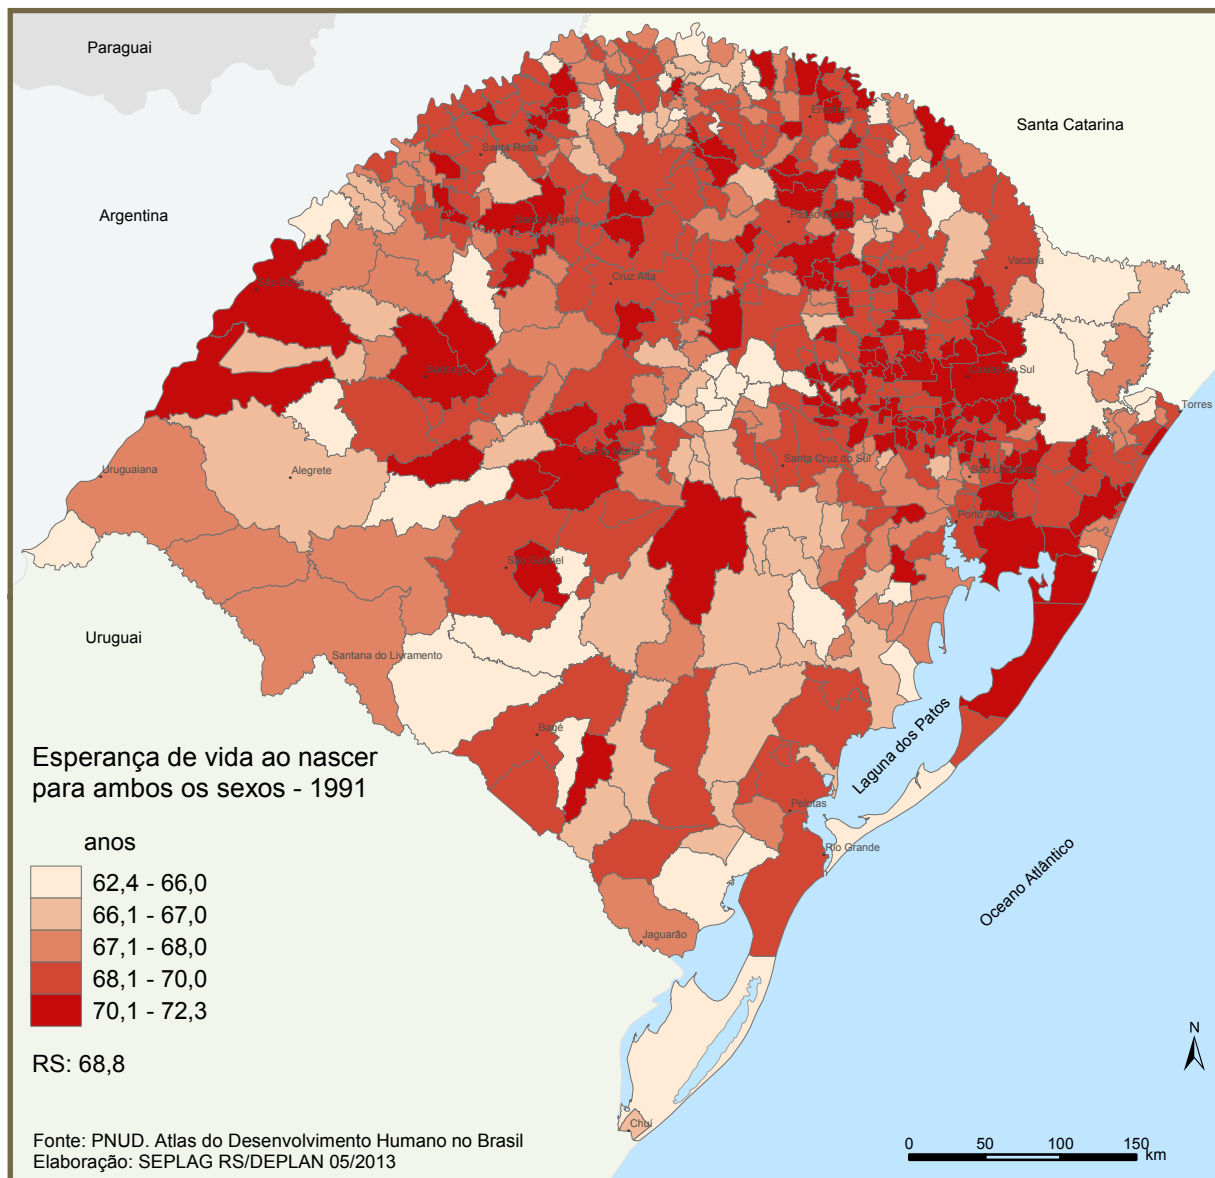 Paraguai
Santa Catarina
Argentina
Erechim
Santa Rosa
Santo Ângelo
Passo Fundo
Vacaria
Cruz Alta
São Borja
Santiago
Caxias do Sul
Torres
Uruguaiana
Alegrete
Santa Maria
Santa Cruz do Sul
São Leopoldo
Porto Alegre
São Gabriel
Uruguai
Santana do Livramento
Bagé
Laguna dos Patos
Pelotas
Rio Grande
Oceano Atlântico
Jaguarão
Chuí
Esperança de vida ao nascer
para ambos os sexos - 1991
anos
62,4 - 66,0
66,1 - 67,0
67,1 - 68,0
68,1 - 70,0
70,1 - 72,3
RS: 68,8
N
Fonte: PNUD. Atlas do Desenvolvimento Humano no Brasil
Elaboração: SEPLAG RS/DEPLAN 05/2013
0 50 100 150
km